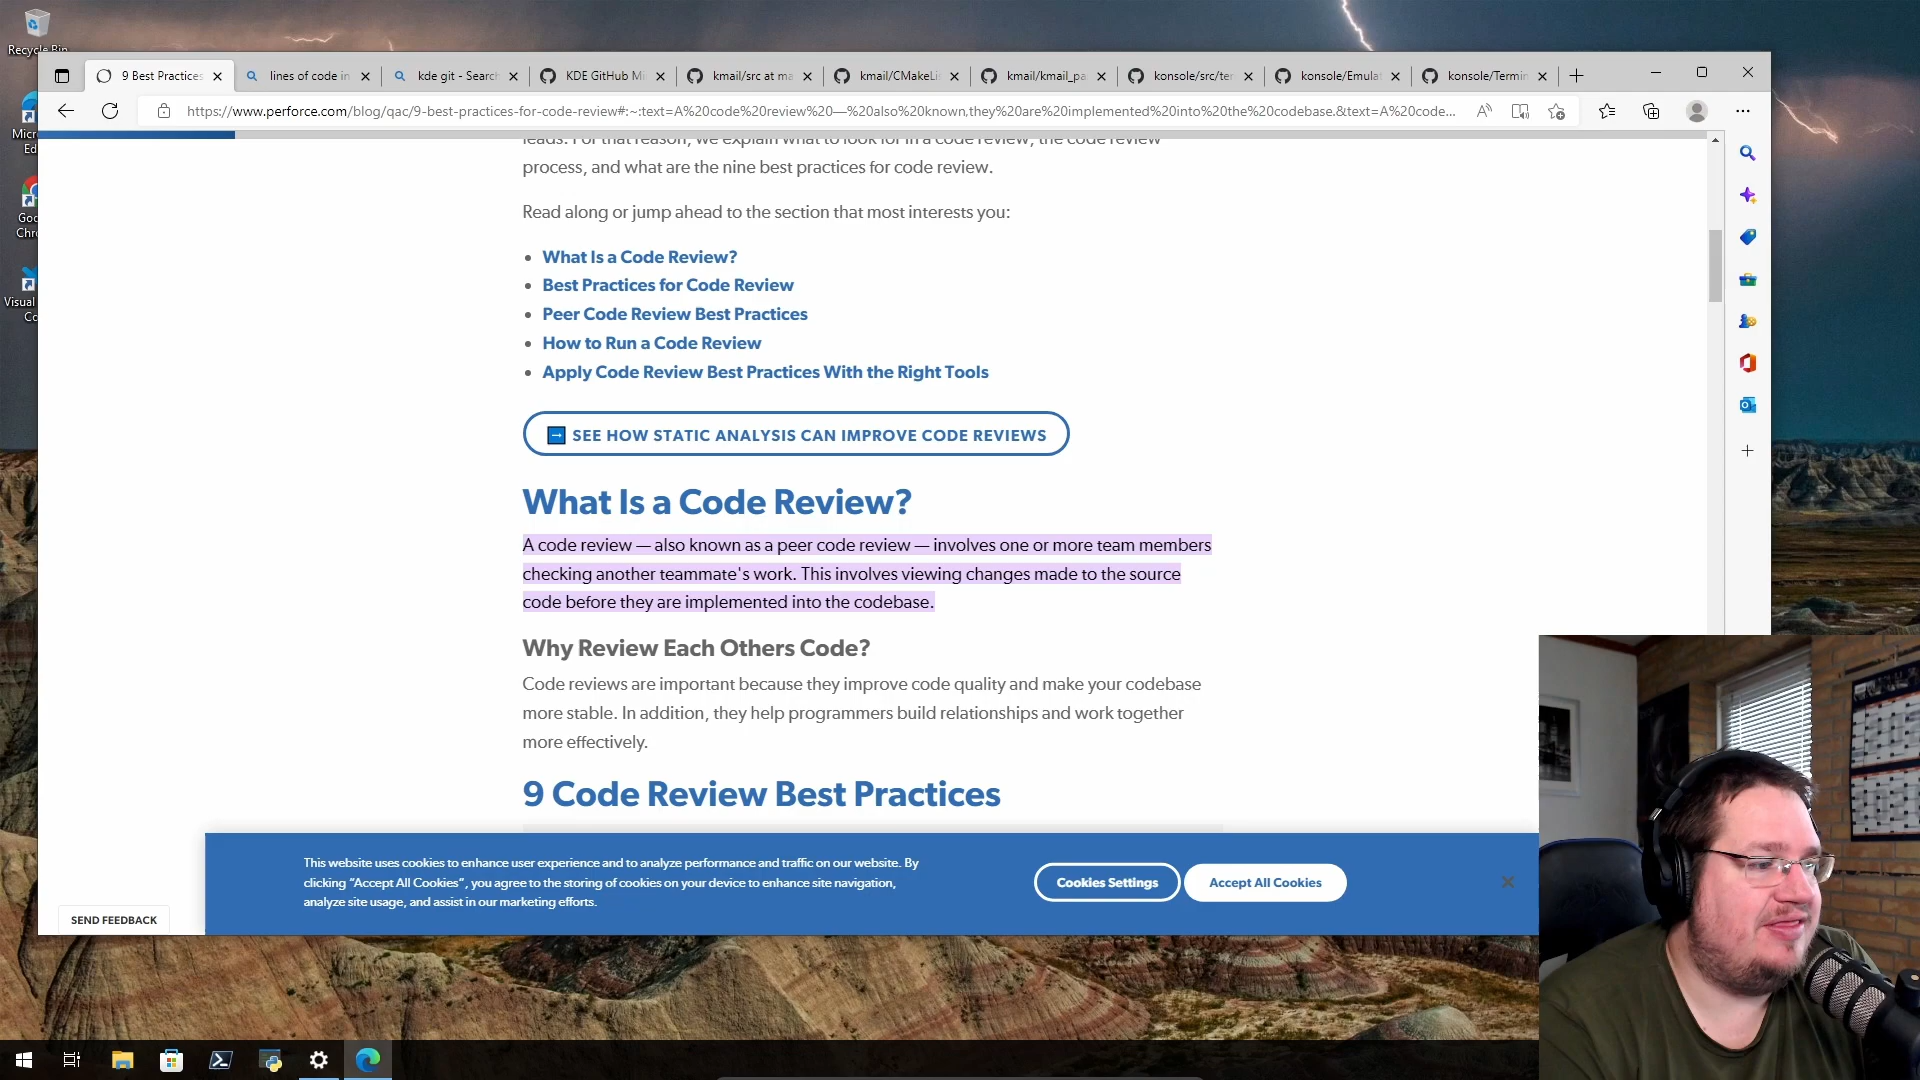 Recycle Bin
9 Best Practices
lines of code in
kde git - Search
KDE GitHub Mi
kmail/src at ma
kmail/CMakeLi
kmail/kmail_pa
konsole/src/ter
konsole/Emulat
konsole/Termin
https://www.perforce.com/blog/qac/9-best-practices-for-code-review#:~:text=A%20code%20review%20—%20also%20known,they%20are%20implemented%20into%20the%20codebase.&text=A%20code...
Micr
Ed
Goo
Chr
Visual
Co
leads. For that reason, we explain what to look for in a code review, the code review
process, and what are the nine best practices for code review.
Read along or jump ahead to the section that most interests you:
What Is a Code Review?
Best Practices for Code Review
Peer Code Review Best Practices
How to Run a Code Review
Apply Code Review Best Practices With the Right Tools
SEE HOW STATIC ANALYSIS CAN IMPROVE CODE REVIEWS
What Is a Code Review?
A code review — also known as a peer code review — involves one or more team members
checking another teammate's work. This involves viewing changes made to the source
code before they are implemented into the codebase.
Why Review Each Others Code?
Code reviews are important because they improve code quality and make your codebase
more stable. In addition, they help programmers build relationships and work together
more effectively.
9 Code Review Best Practices
This website uses cookies to enhance user experience and to analyze performance and traffic on our website. By
clicking “Accept All Cookies”, you agree to the storing of cookies on your device to enhance site navigation,
analyze site usage, and assist in our marketing efforts.
Cookies Settings
Accept All Cookies
SEND FEEDBACK